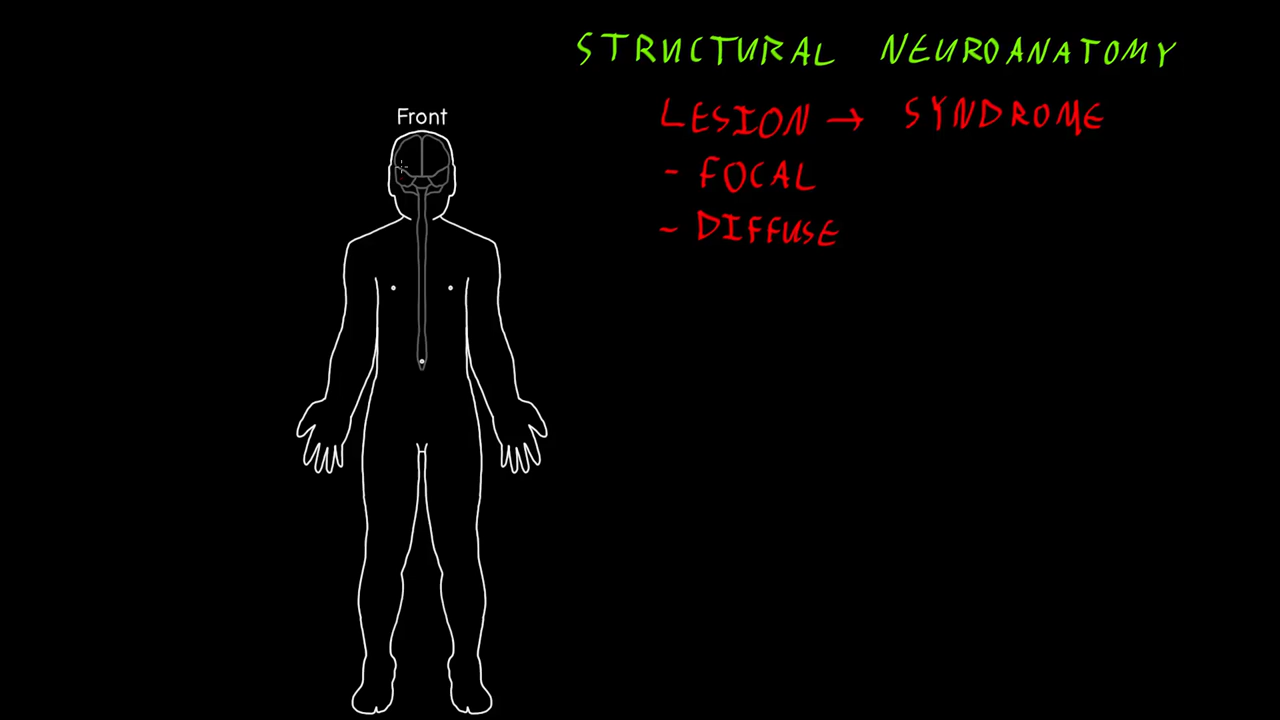 STRUCTURAL NEUROANATOMY
Front
LESION → SYNDROME
- FOCAL
- DIFFUSE